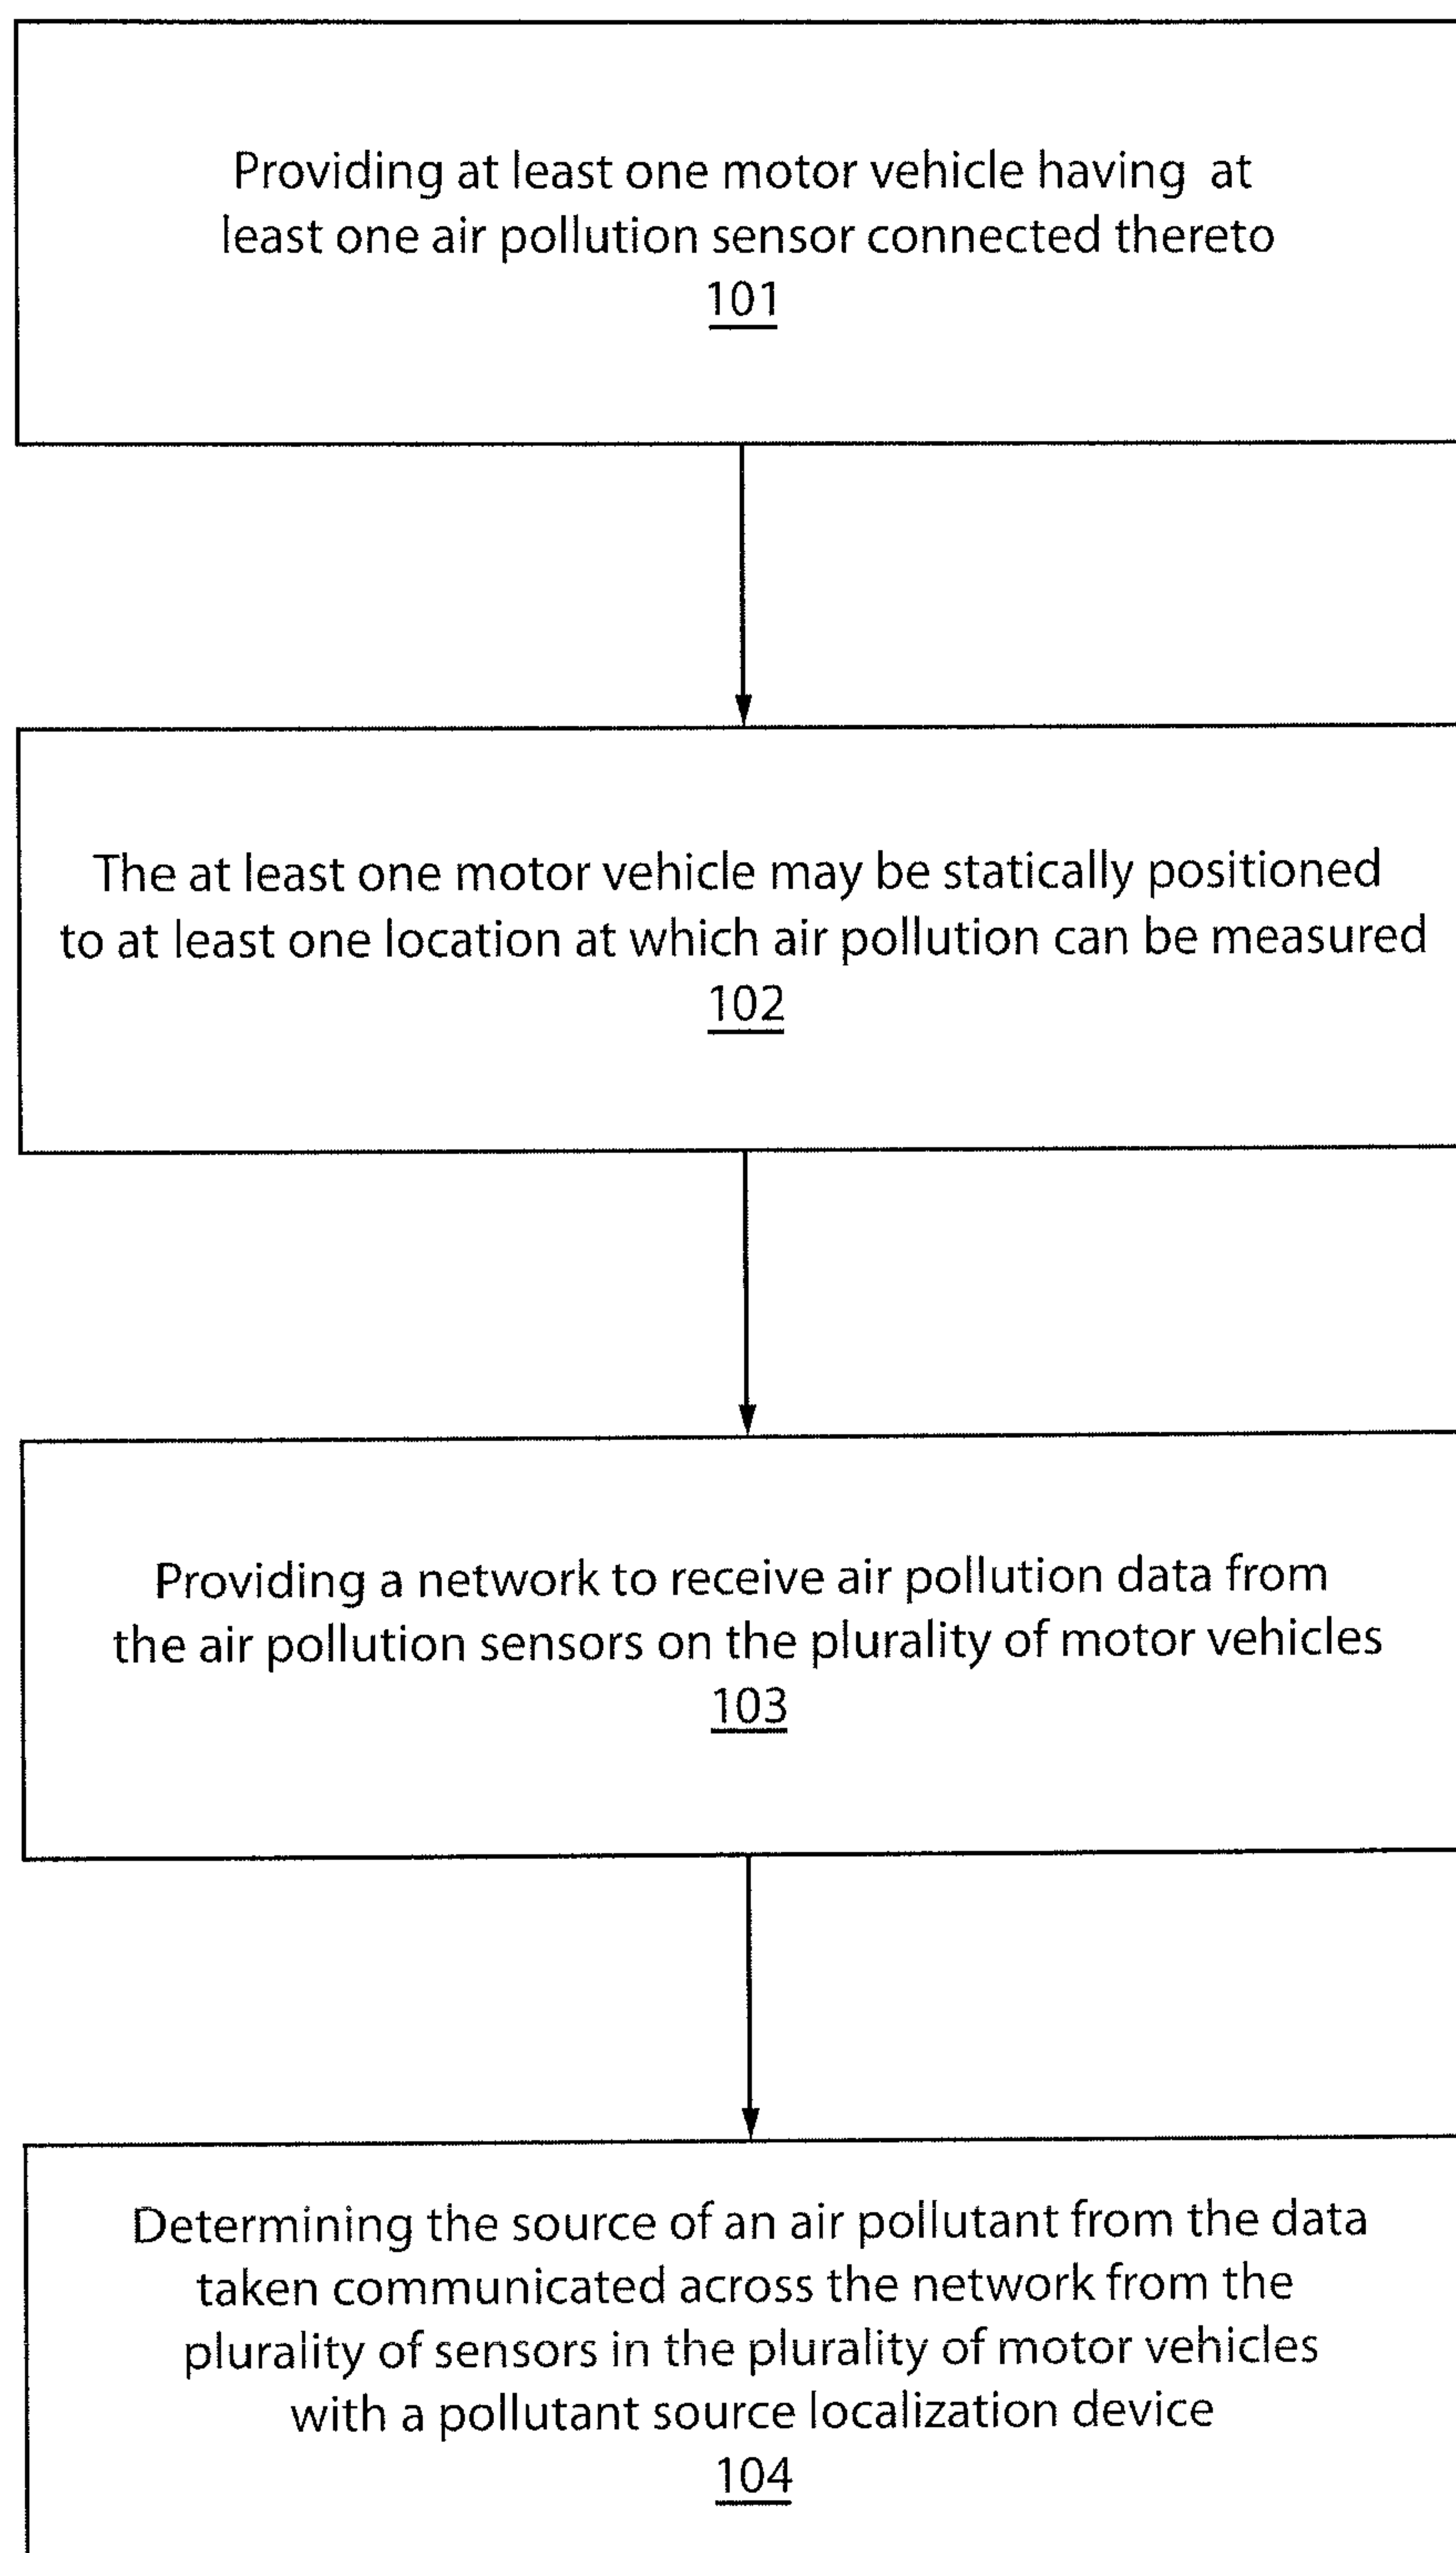 Providing at least one motor vehicle having at
least one air pollution sensor connected thereto
101
The at least one motor vehicle may be statically positioned
to at least one location at which air pollution can be measured
102
Providing a network to receive air pollution data from
the air pollution sensors on the plurality of motor vehicles
103
Determining the source of an air pollutant from the data
taken communicated across the network from the
plurality of sensors in the plurality of motor vehicles
with a pollutant source localization device
104